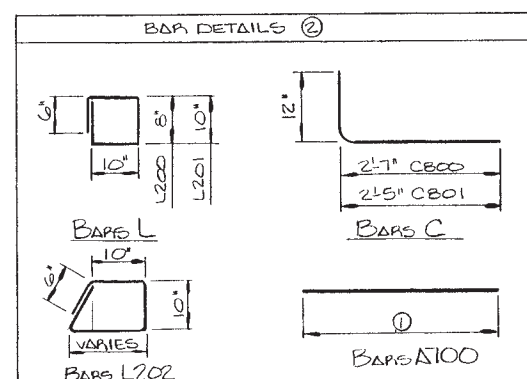 BAR DETAILS ②
6"
8"
10"
10"
L200
L201
BARS L
12"
2'-7" C800
2'-5" C801
BARS C
10"
6"
10"
VARIES
BARS L202
①
BARS A700